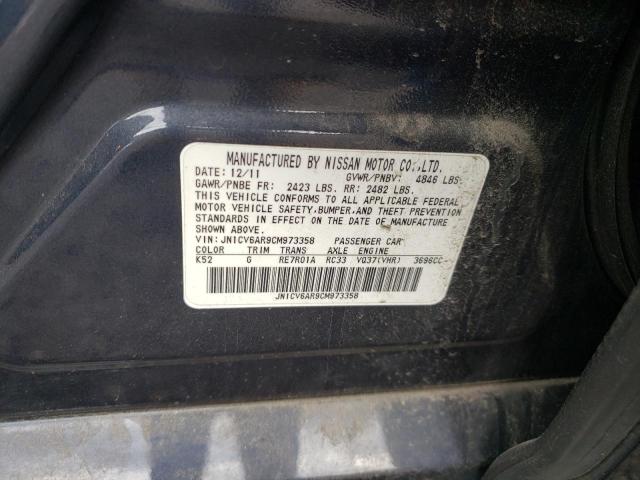 MANUFACTURED BY NISSAN MOTOR CO.,LTD.
DATE: 12/11 GVWR/PNBV: 4846 LBS.
GAWR/PNBE FR: 2423 LBS. RR: 2482 LBS.
THIS VEHICLE CONFORMS TO ALL APPLICABLE FEDERAL
MOTOR VEHICLE SAFETY,BUMPER,AND THEFT PREVENTION
STANDARDS IN EFFECT ON THE DATE OF MANUFACTURE
SHOWN ABOVE.
VIN: JN1CV6AR9CM973358 PASSENGER CAR
COLOR TRIM TRANS AXLE ENGINE
K52 G RE7R01A RC33 VQ37(VHR) 3696CC
JN1CV6AR9CM973358